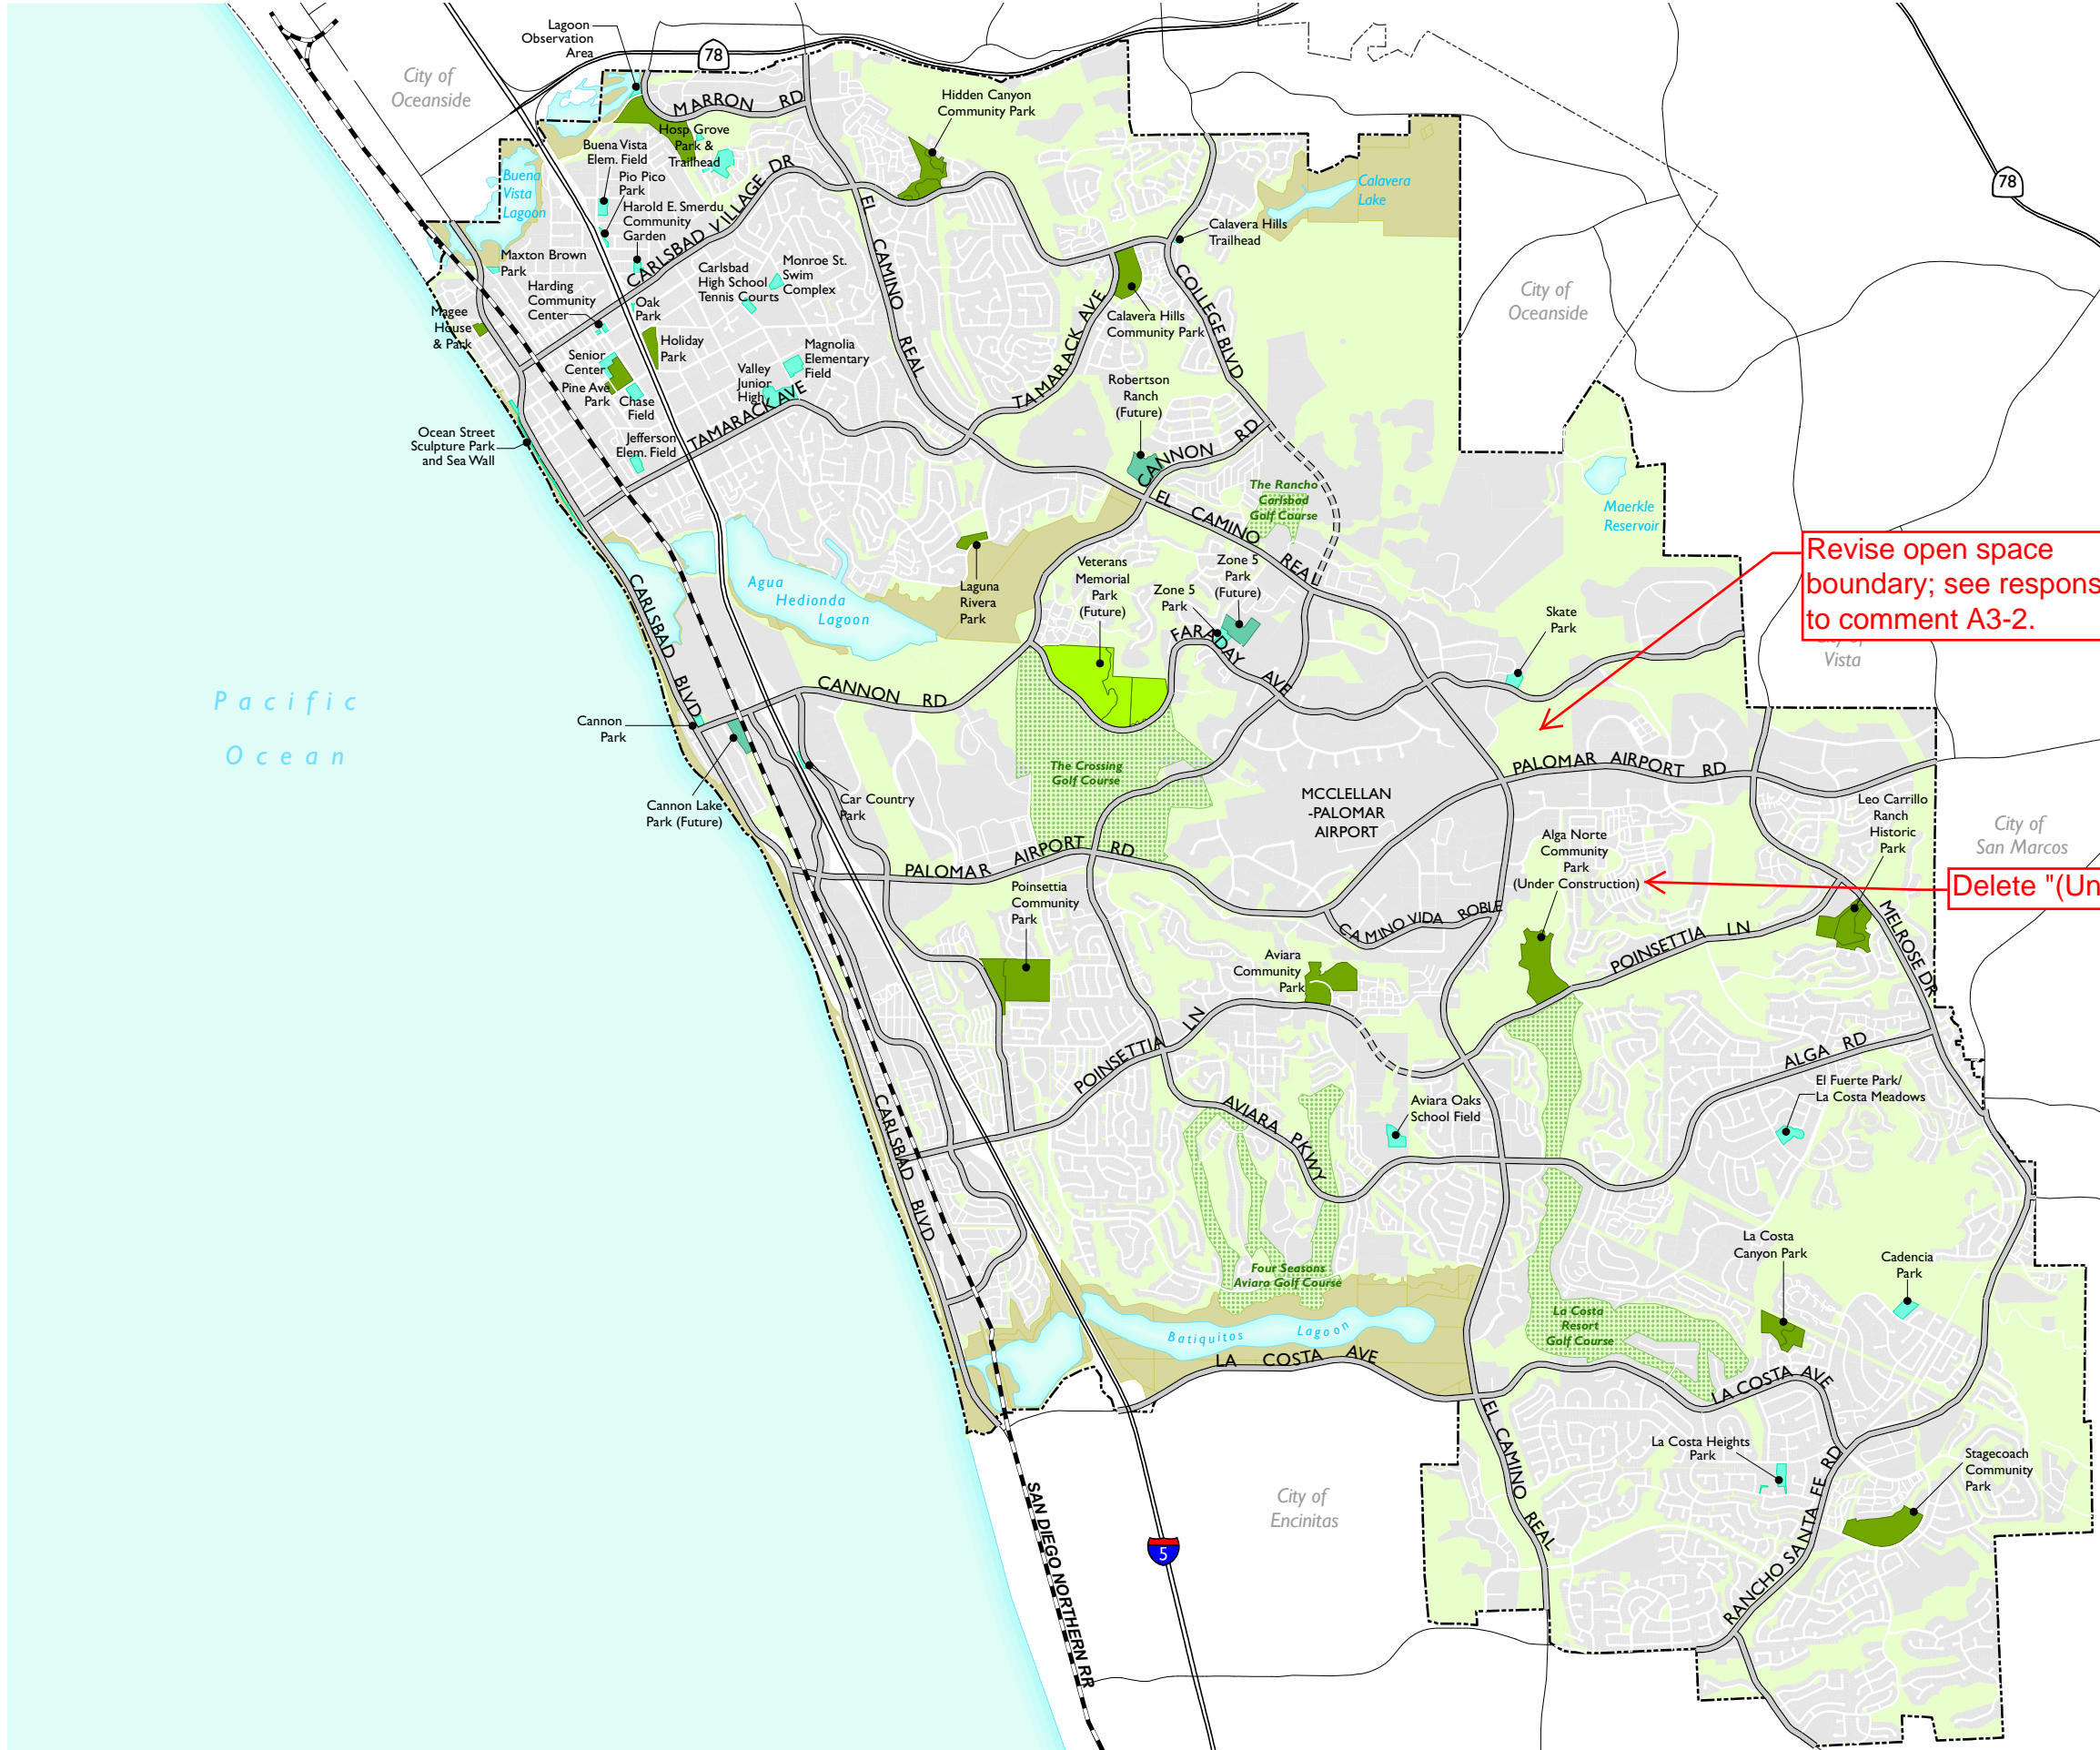 Lagoon
Observation
Area
78
City of
Oceanside
MARRON RD
Hidden Canyon
Community Park
Hosp Grove
Park &
Trailhead
Buena Vista
Elem. Field
Pio Pico
Park
Harold E. Smerdu
Community
Garden
Buena
Vista
Lagoon
CARLSBAD VILLAGE DR
EL CAMINO REAL
Calavera
Lake
78
Calavera Hills
Trailhead
Maxton Brown
Park
Harding
Community
Center
Carlsbad
High School
Tennis Courts
Monroe St.
Swim
Complex
Oak
Park
Magee
House
& Park
Holiday
Park
Senior
Center
Pine Ave
Park
Chase
Field
Valley
Junior
High
Magnolia
Elementary
Field
TAMARACK AVE
TAMARACK AVE
Calavera Hills
Community Park
COLLEGE BLVD
City of
Oceanside
Robertson
Ranch
(Future)
Ocean Street
Sculpture Park
and Sea Wall
Jefferson
Elem. Field
CANNON RD
The Rancho
Carlsbad
Golf Course
EL CAMINO REAL
Maerkle
Reservoir
Revise open space
boundary; see respons
to comment A3-2.
Vista
Agua
Hedionda
Lagoon
Laguna
Rivera
Park
Veterans
Memorial
Park
(Future)
Zone 5
Park
Zone 5
Park
(Future)
FARADAY AVE
Skate
Park
CARLSBAD BLVD
CANNON RD
Pacific
Ocean
Cannon
Park
Cannon Lake
Park (Future)
Car Country
Park
The Crossing
Golf Course
MCCLELLAN
-PALOMAR
AIRPORT
PALOMAR AIRPORT RD
PALOMAR AIRPORT RD
Leo Carrillo
Ranch
Historic
Park
City of
San Marcos
Alga Norte
Community
Park
(Under Construction)
Delete "(Un
Poinsettia
Community
Park
CAMINO VIDA ROBLE
POINSETTIA LN
MELROSE DR
Aviara
Community
Park
POINSETTIA LN
ALGA RD
El Fuerte Park/
La Costa Meadows
Aviara Oaks
School Field
AVIARA PKWY
CARLSBAD BLVD
La Costa
Canyon Park
Cadencia
Park
Four Seasons
Aviara Golf Course
La Costa
Resort
Golf Course
Batiquitos Lagoon
LA COSTA AVE
LA COSTA AVE
EL CAMINO REAL
La Costa Heights
Park
RANCHO SANTA FE RD
Stagecoach
Community
Park
City of
Encinitas
SAN DIEGO NORTHERN RR
5